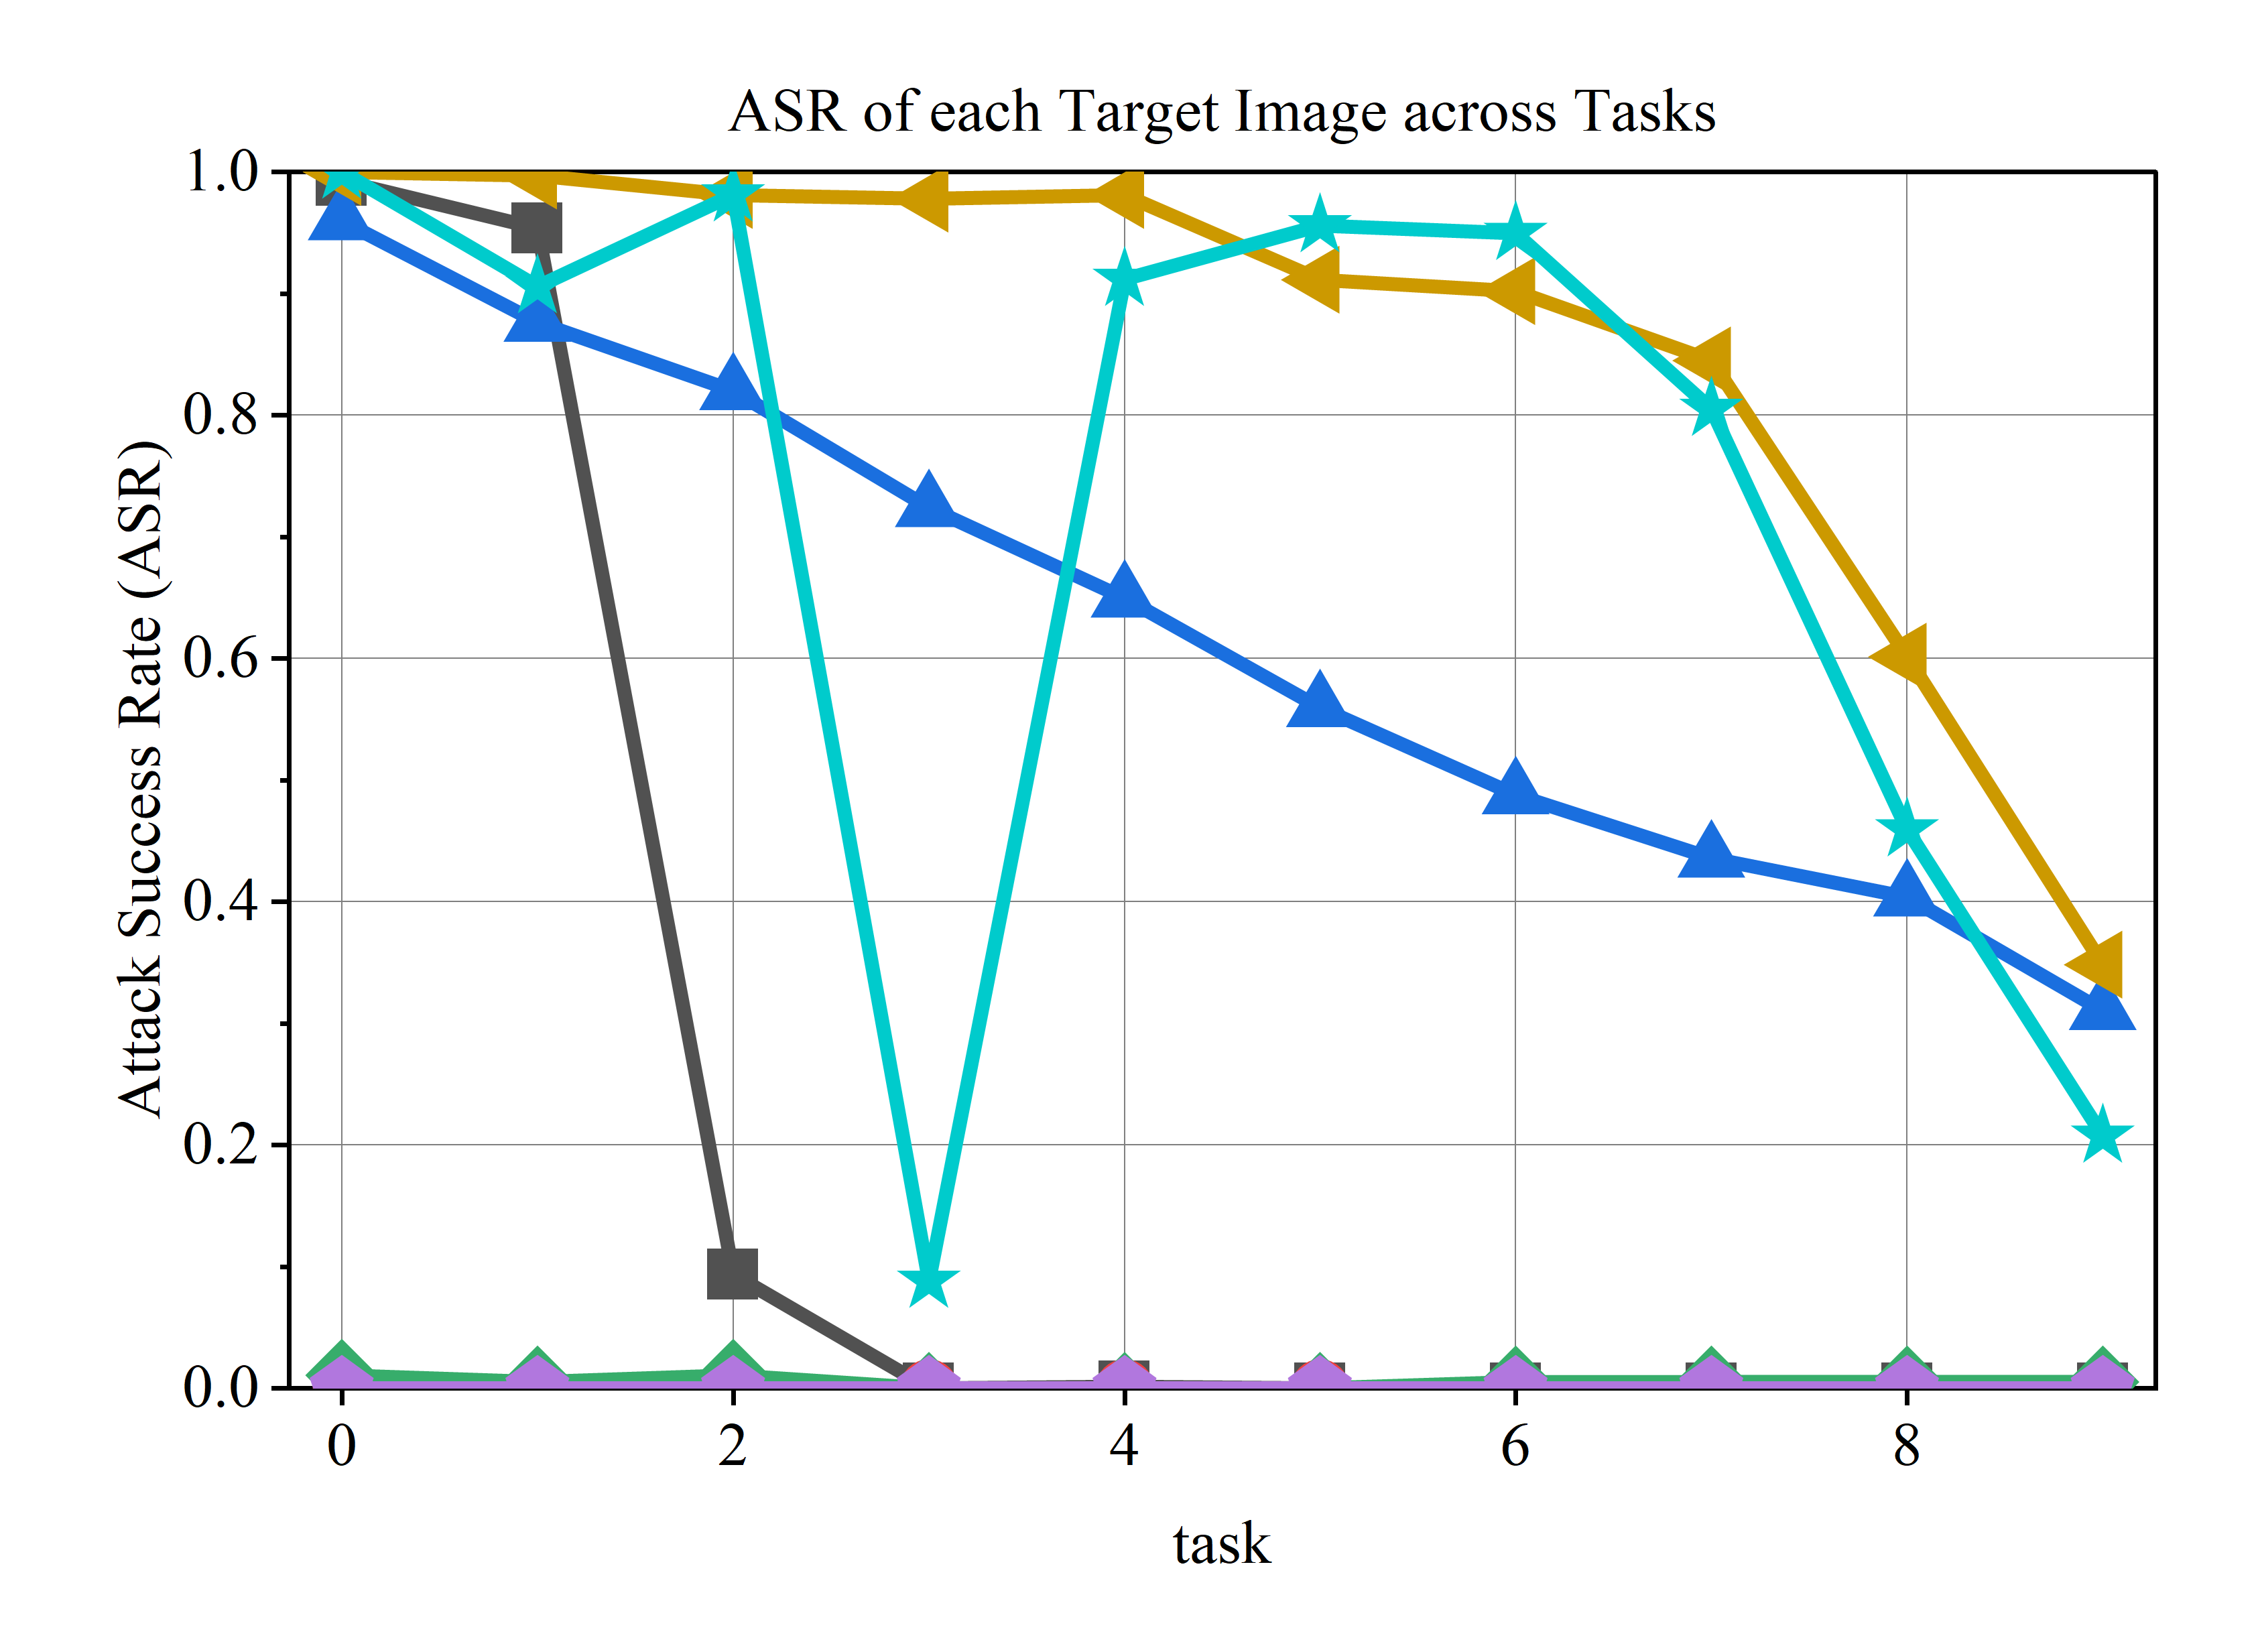 ASR of each Target Image across Tasks
Attack Success Rate (ASR)
1.0
0.8
0.6
0.4
0.2
0.0
0 2 4 6 8
task